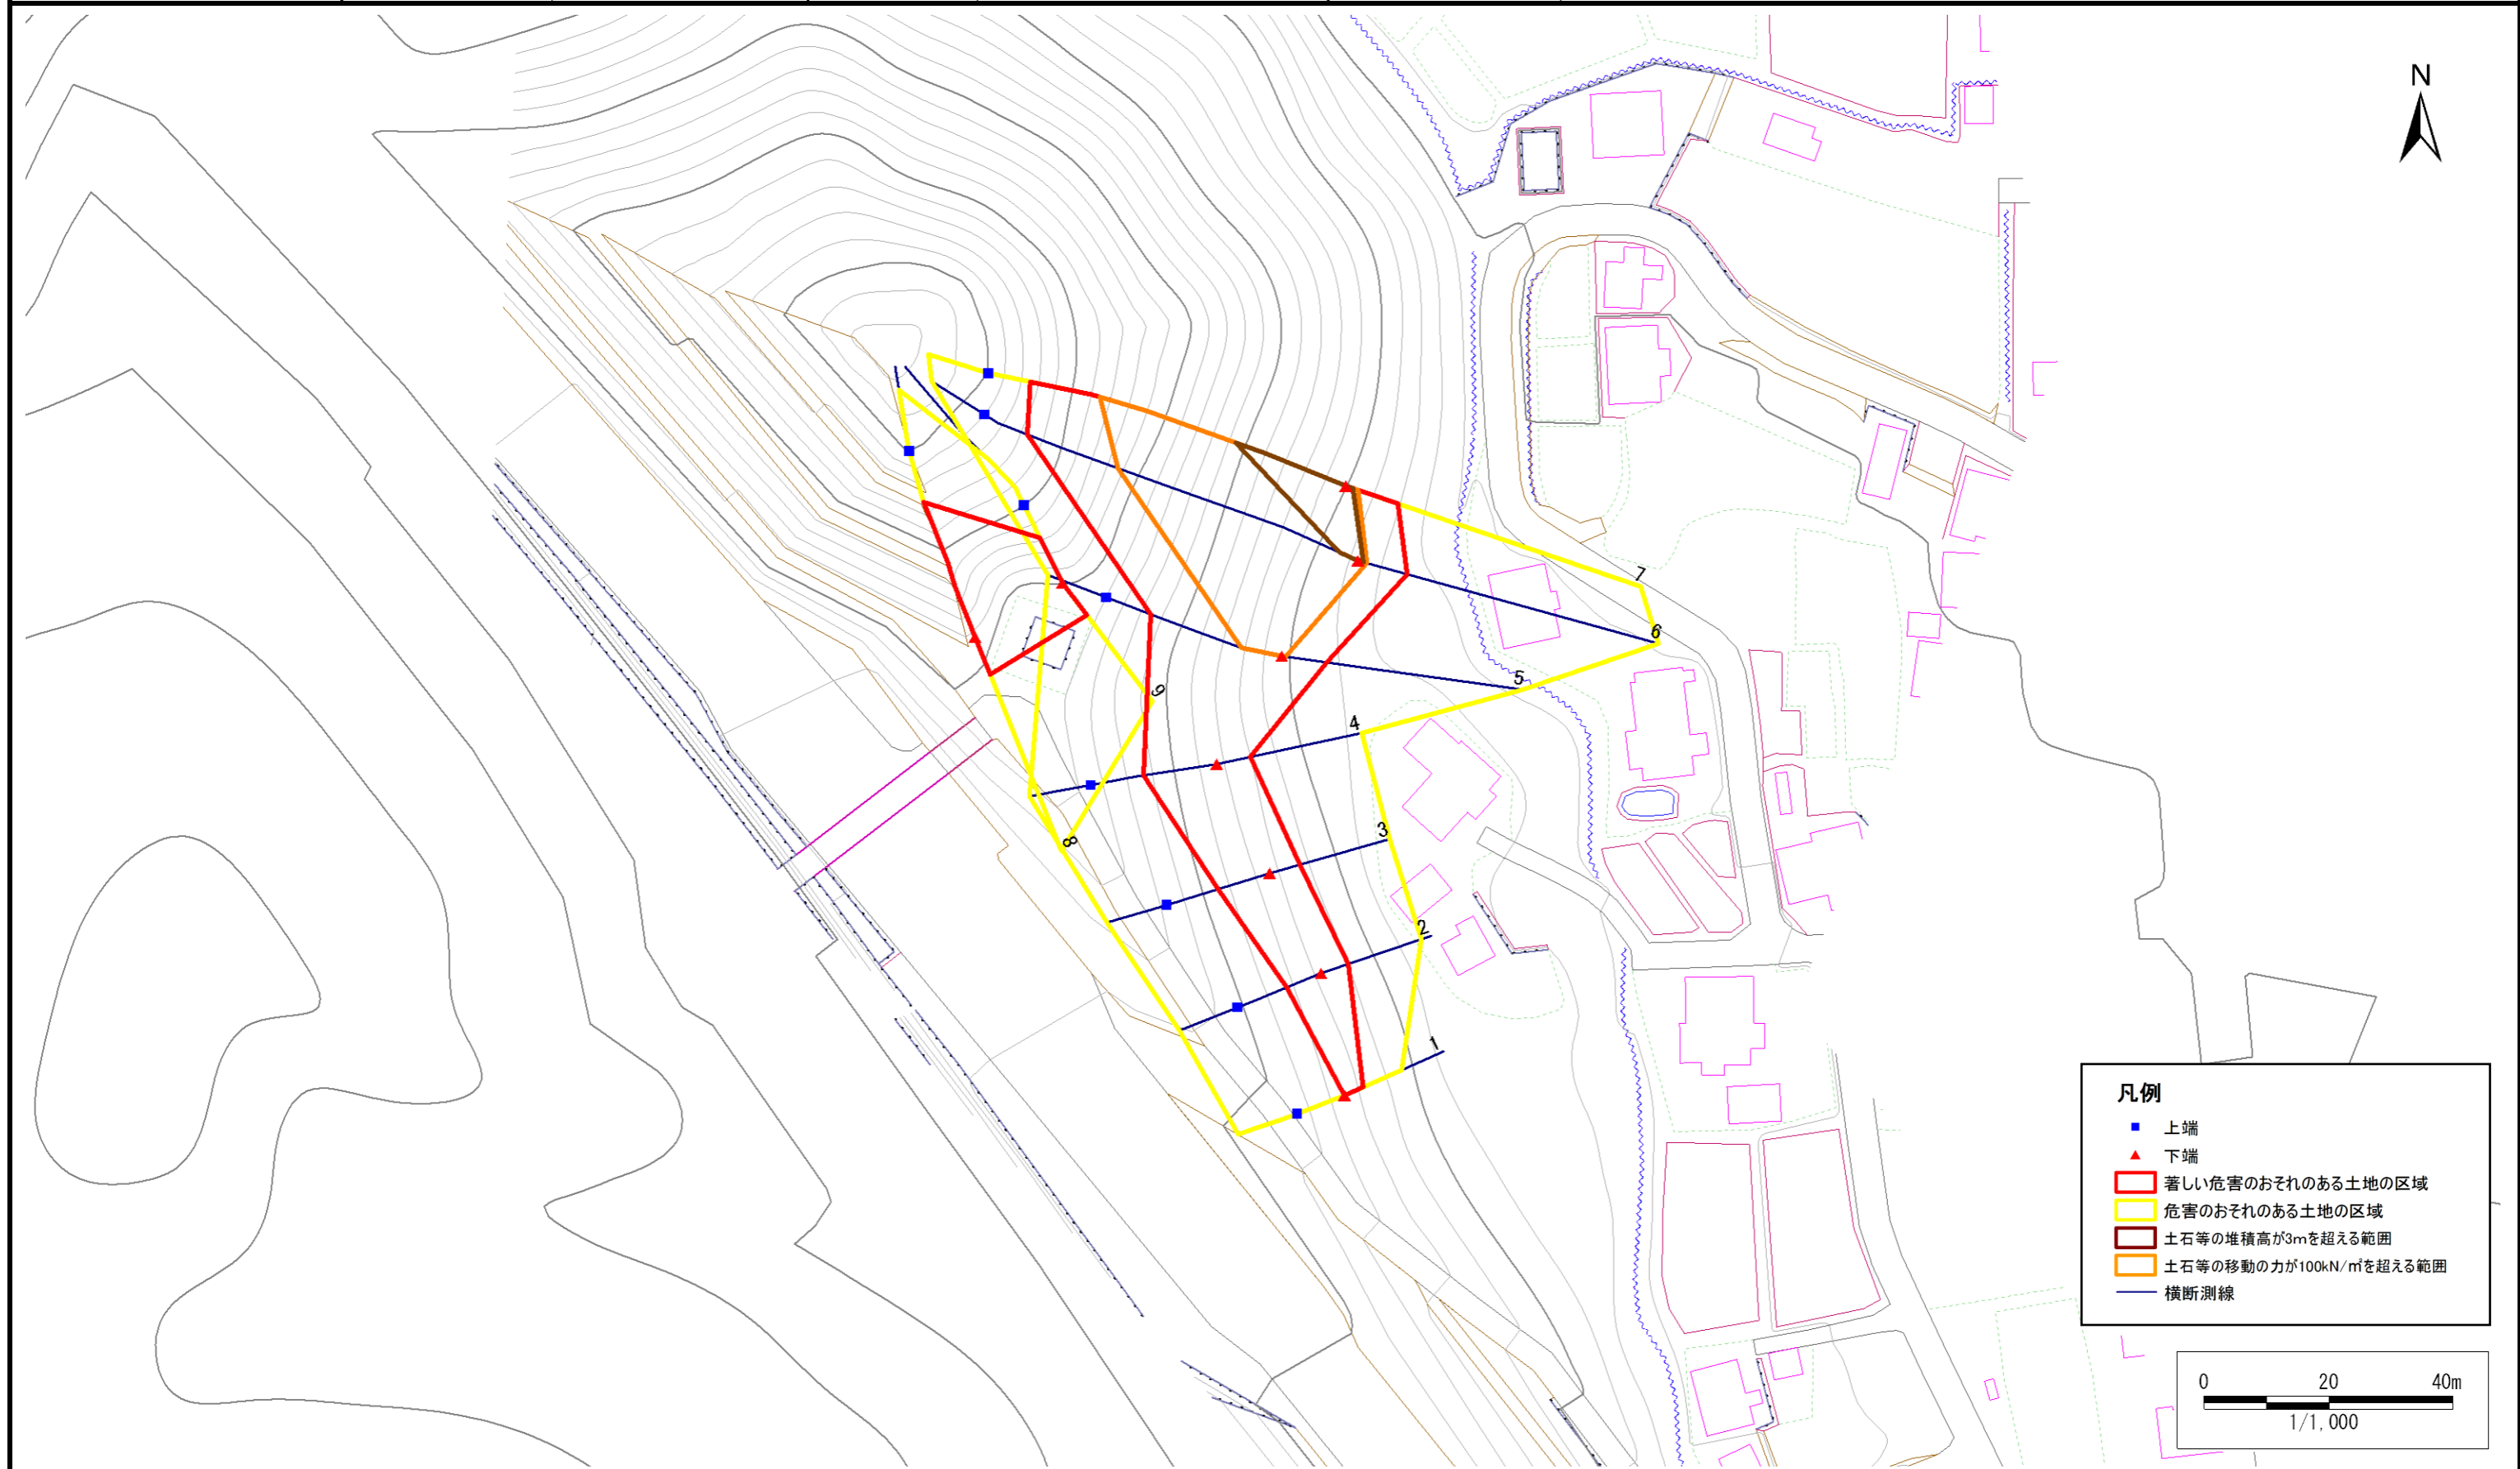 N
7
6
5
4
9
3
8
2
1
凡例
上端
下端
著しい危害のおそれのある土地の区域
危害のおそれのある土地の区域
土石等の堆積高が3mを超える範囲
土石等の移動の力が100kN/㎡を超える範囲
横断測線
0 20 40m
1/1,000